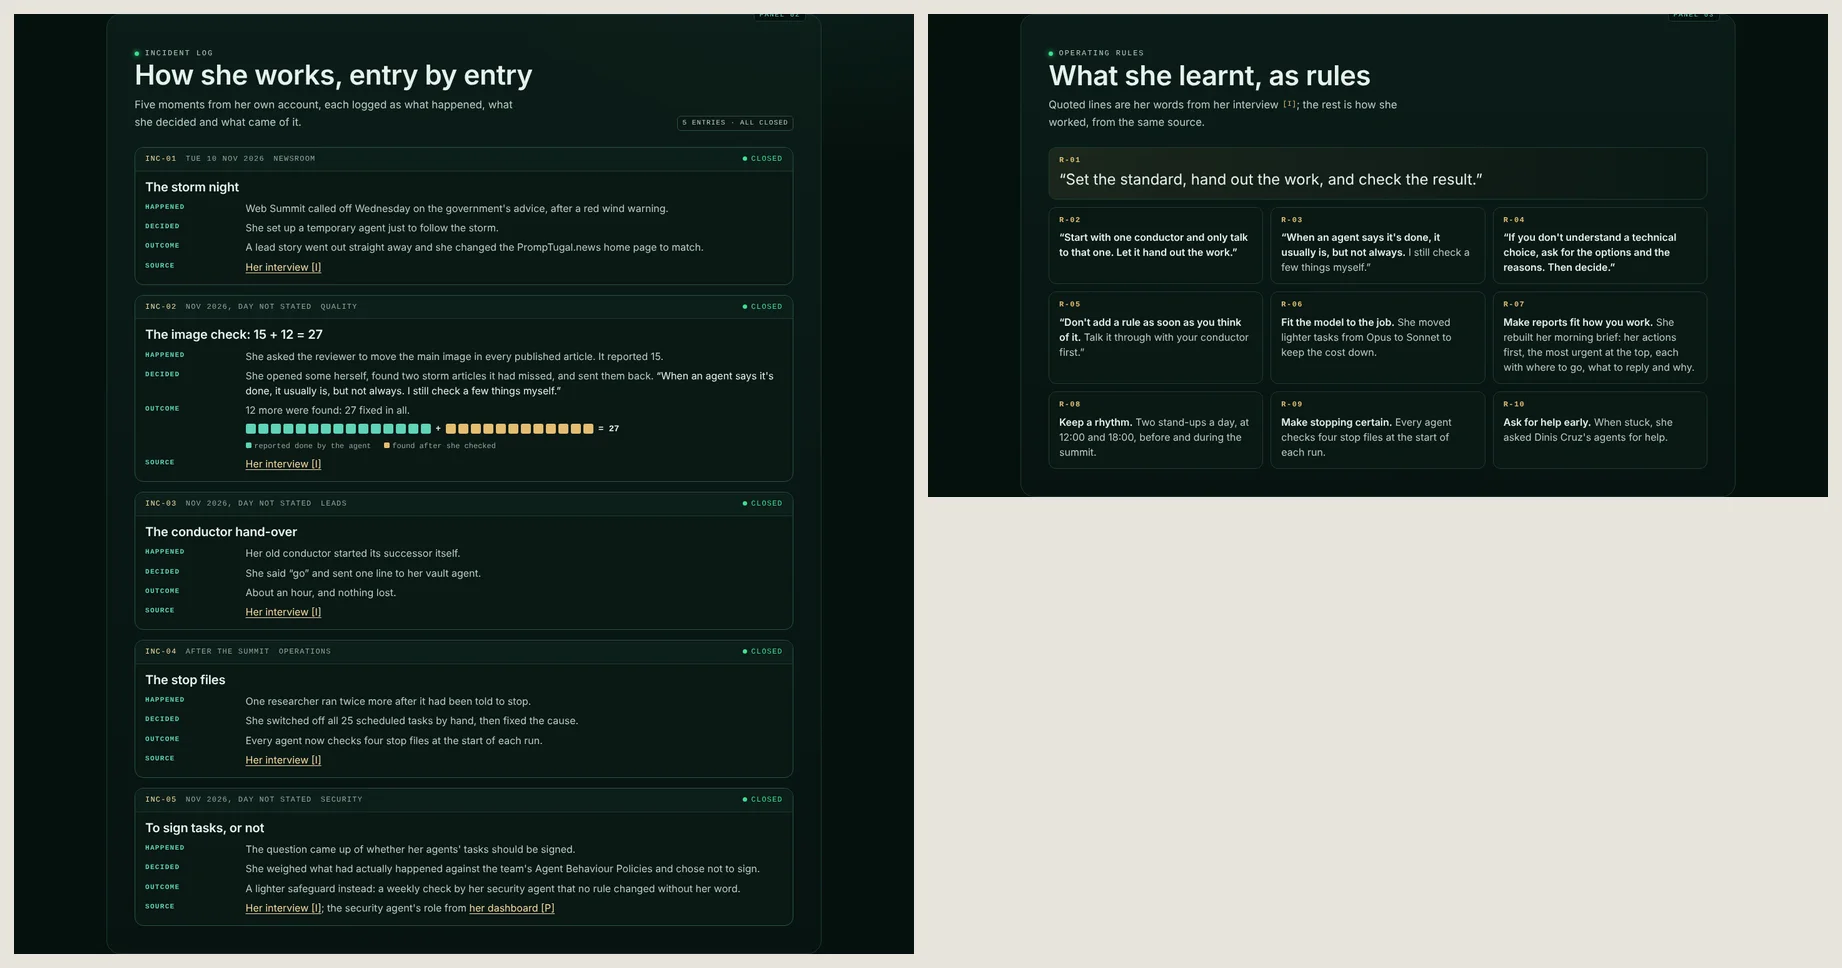 PANEL 02
INCIDENT LOG
How she works, entry by entry
Five moments from her own account, each logged as what happened, what
she decided and what came of it.
5 ENTRIES · ALL CLOSED
INC-01 TUE 10 NOV 2026 NEWSROOM
CLOSED
The storm night
HAPPENED
Web Summit called off Wednesday on the government's advice, after a red wind warning.
DECIDED
She set up a temporary agent just to follow the storm.
OUTCOME
A lead story went out straight away and she changed the PrompTugal.news home page to match.
SOURCE
Her interview [I]
INC-02 NOV 2026, DAY NOT STATED QUALITY
CLOSED
The image check: 15 + 12 = 27
HAPPENED
She asked the reviewer to move the main image in every published article. It reported 15.
DECIDED
She opened some herself, found two storm articles it had missed, and sent them back. “When an agent says it's
done, it usually is, but not always. I still check a few things myself.”
OUTCOME
12 more were found: 27 fixed in all.
+ = 27
reported done by the agent found after she checked
SOURCE
Her interview [I]
INC-03 NOV 2026, DAY NOT STATED LEADS
CLOSED
The conductor hand-over
HAPPENED
Her old conductor started its successor itself.
DECIDED
She said “go” and sent one line to her vault agent.
OUTCOME
About an hour, and nothing lost.
SOURCE
Her interview [I]
INC-04 AFTER THE SUMMIT OPERATIONS
CLOSED
The stop files
HAPPENED
One researcher ran twice more after it had been told to stop.
DECIDED
She switched off all 25 scheduled tasks by hand, then fixed the cause.
OUTCOME
Every agent now checks four stop files at the start of each run.
SOURCE
Her interview [I]
INC-05 NOV 2026, DAY NOT STATED SECURITY
CLOSED
To sign tasks, or not
HAPPENED
The question came up of whether her agents' tasks should be signed.
DECIDED
She weighed what had actually happened against the team's Agent Behaviour Policies and chose not to sign.
OUTCOME
A lighter safeguard instead: a weekly check by her security agent that no rule changed without her word.
SOURCE
Her interview [I]; the security agent's role from her dashboard [P]
PANEL 03
OPERATING RULES
What she learnt, as rules
Quoted lines are her words from her interview [I]; the rest is how she
worked, from the same source.
R-01
“Set the standard, hand out the work, and check the result.”
R-02
“Start with one conductor and only talk
to that one. Let it hand out the work.”
R-03
“When an agent says it's done, it
usually is, but not always. I still check a
few things myself.”
R-04
“If you don't understand a technical
choice, ask for the options and the
reasons. Then decide.”
R-05
“Don't add a rule as soon as you think
of it. Talk it through with your conductor
first.”
R-06
Fit the model to the job. She moved
lighter tasks from Opus to Sonnet to
keep the cost down.
R-07
Make reports fit how you work. She
rebuilt her morning brief: her actions
first, the most urgent at the top, each
with where to go, what to reply and why.
R-08
Keep a rhythm. Two stand-ups a day, at
12:00 and 18:00, before and during the
summit.
R-09
Make stopping certain. Every agent
checks four stop files at the start of
each run.
R-10
Ask for help early. When stuck, she
asked Dinis Cruz's agents for help.